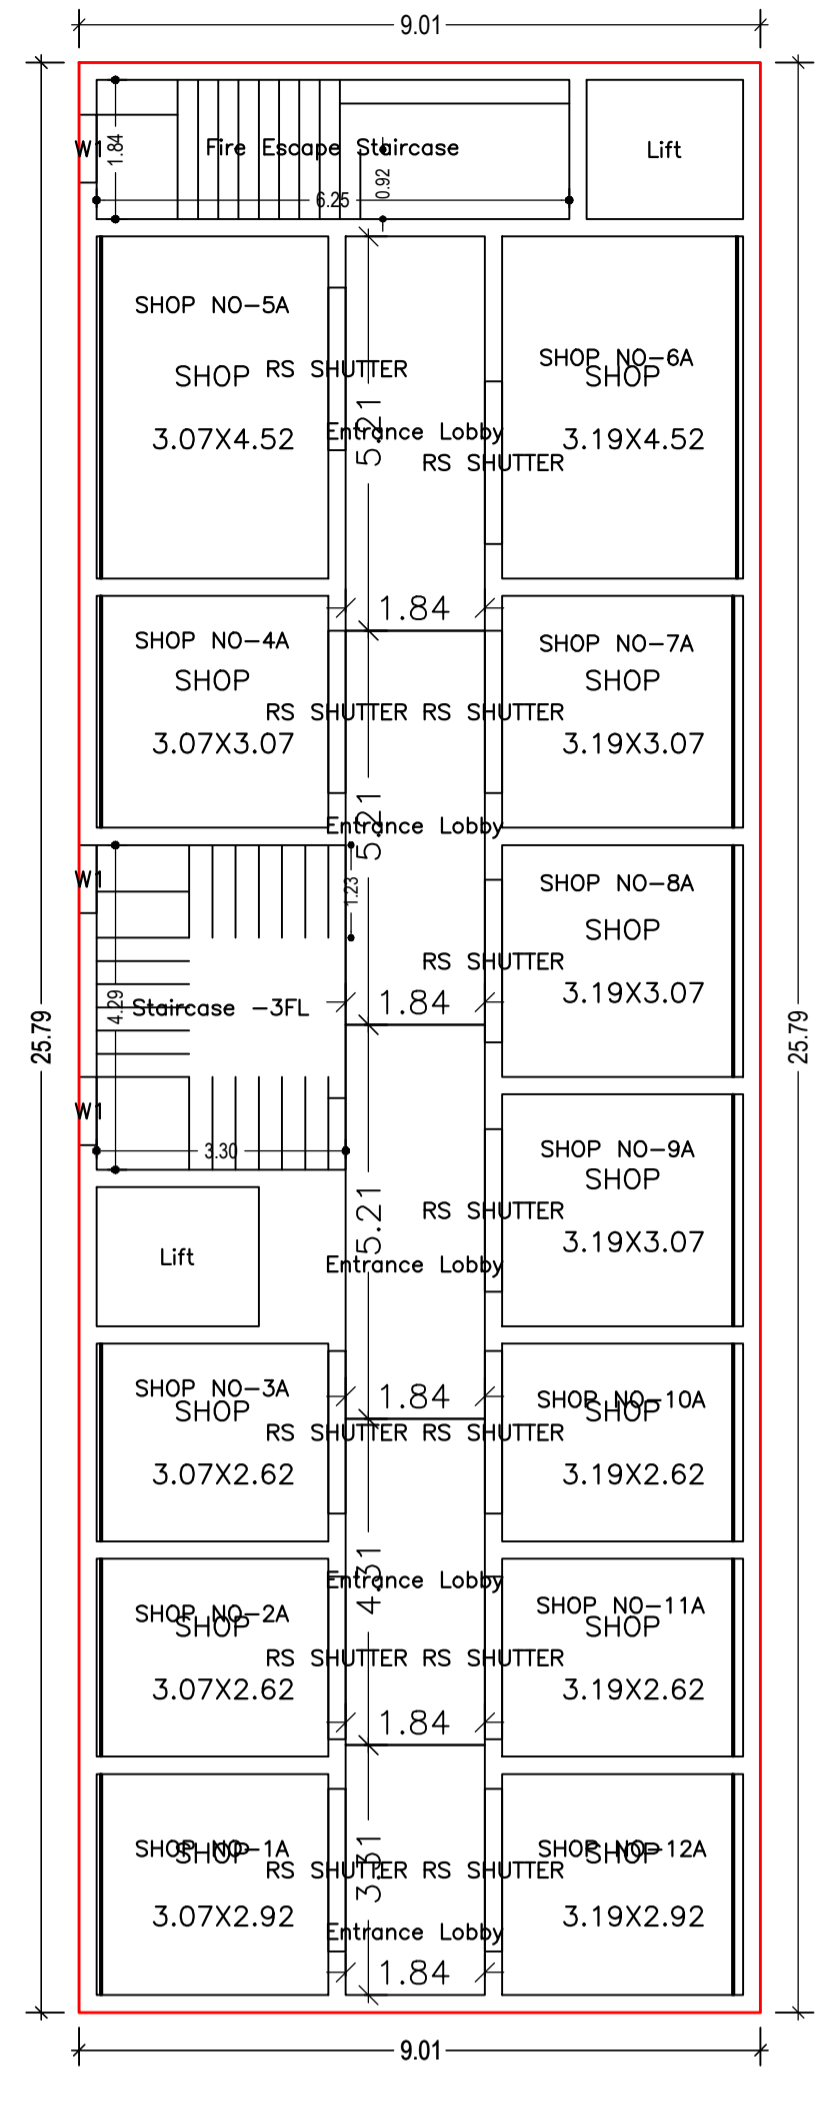 9.01
W1
1.84
Fire Escape Staircase
0.92
6.25
Lift
SHOP NO-5A
SHOP
3.07X4.52
RS SHUTTER
5.21
Entrance Lobby
SHOP NO-6A
SHOP
3.19X4.52
RS SHUTTER
1.84
SHOP NO-4A
SHOP
3.07X3.07
RS SHUTTER
RS SHUTTER
SHOP NO-7A
SHOP
3.19X3.07
5.21
Entrance Lobby
W1
1.23
4.29
Staircase -3FL
1.84
SHOP NO-8A
SHOP
3.19X3.07
RS SHUTTER
25.79
25.79
W1
3.30
SHOP NO-9A
SHOP
3.19X3.07
RS SHUTTER
5.21
Lift
Entrance Lobby
1.84
SHOP NO-3A
SHOP
3.07X2.62
RS SHUTTER
RS SHUTTER
SHOP NO-10A
SHOP
3.19X2.62
4.31
Entrance Lobby
SHOP NO-2A
SHOP
3.07X2.62
RS SHUTTER
RS SHUTTER
SHOP NO-11A
SHOP
3.19X2.62
1.84
SHOP NO-1A
SHOP
3.07X2.92
RS SHUTTER
RS SHUTTER
SHOP NO-12A
SHOP
3.19X2.92
3.31
Entrance Lobby
1.84
9.01